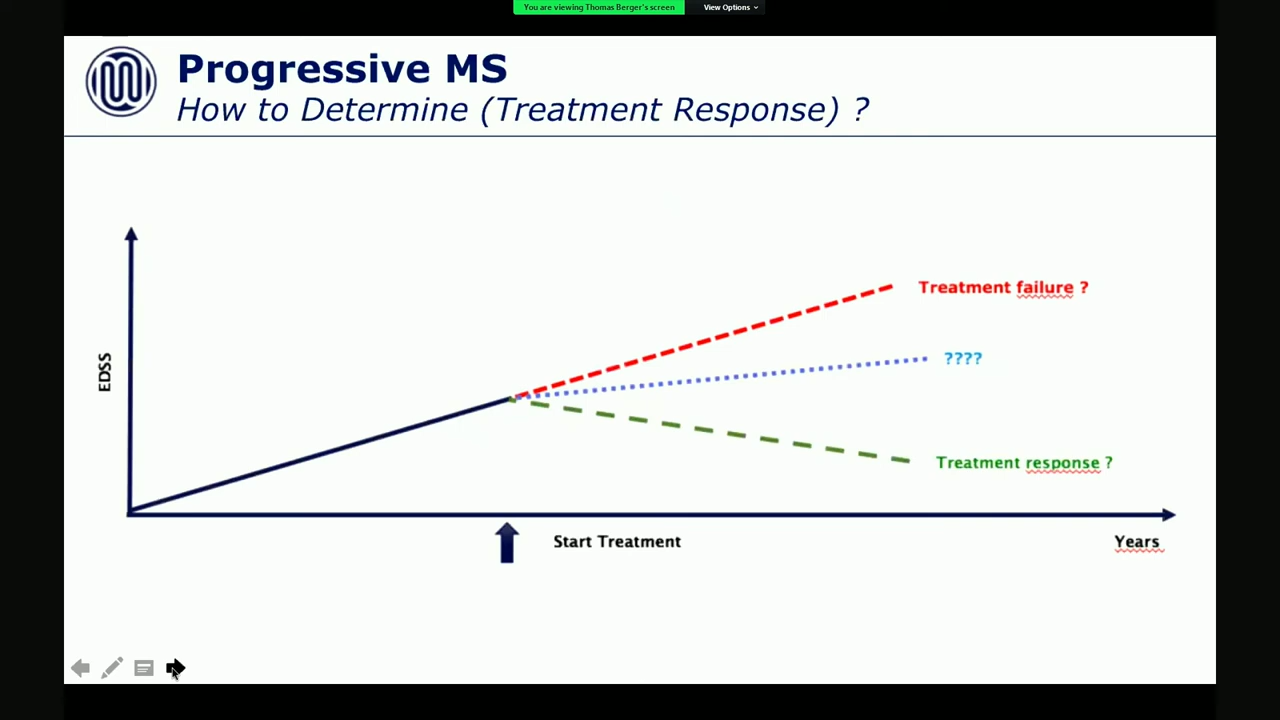 You are viewing Thomas Berger's screen
View Options
Progressive MS
How to Determine (Treatment Response) ?
Treatment failure ?
????
EDSS
Treatment response ?
Start Treatment
Years